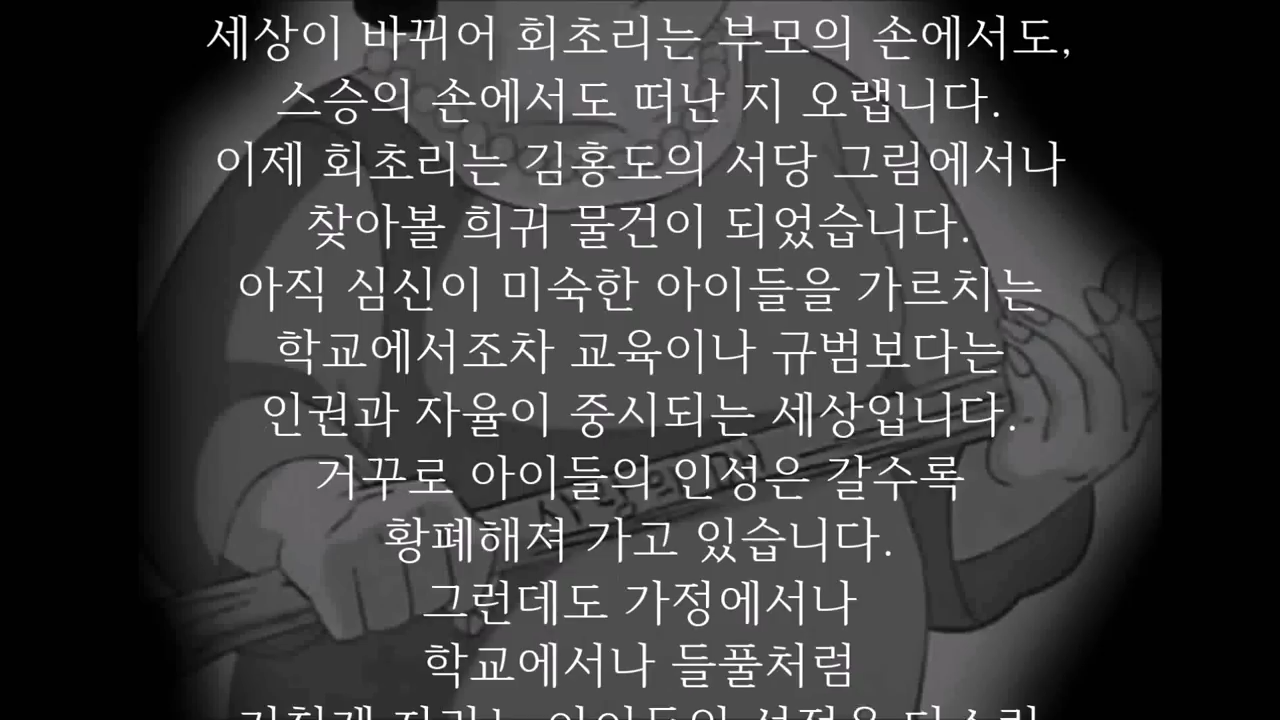 세상이 바뀌어 회초리는 부모의 손에서도,
스승의 손에서도 떠난 지 오랩니다.
이제 회초리는 김홍도의 서당 그림에서나
찾아볼 희귀 물건이 되었습니다.
아직 심신이 미숙한 아이들을 가르치는
학교에서조차 교육이나 규범보다는
인권과 자율이 중시되는 세상입니다.
거꾸로 아이들의 인성은 갈수록
황폐해져 가고 있습니다.
그런데도 가정에서나
학교에서나 들풀처럼
아이들의